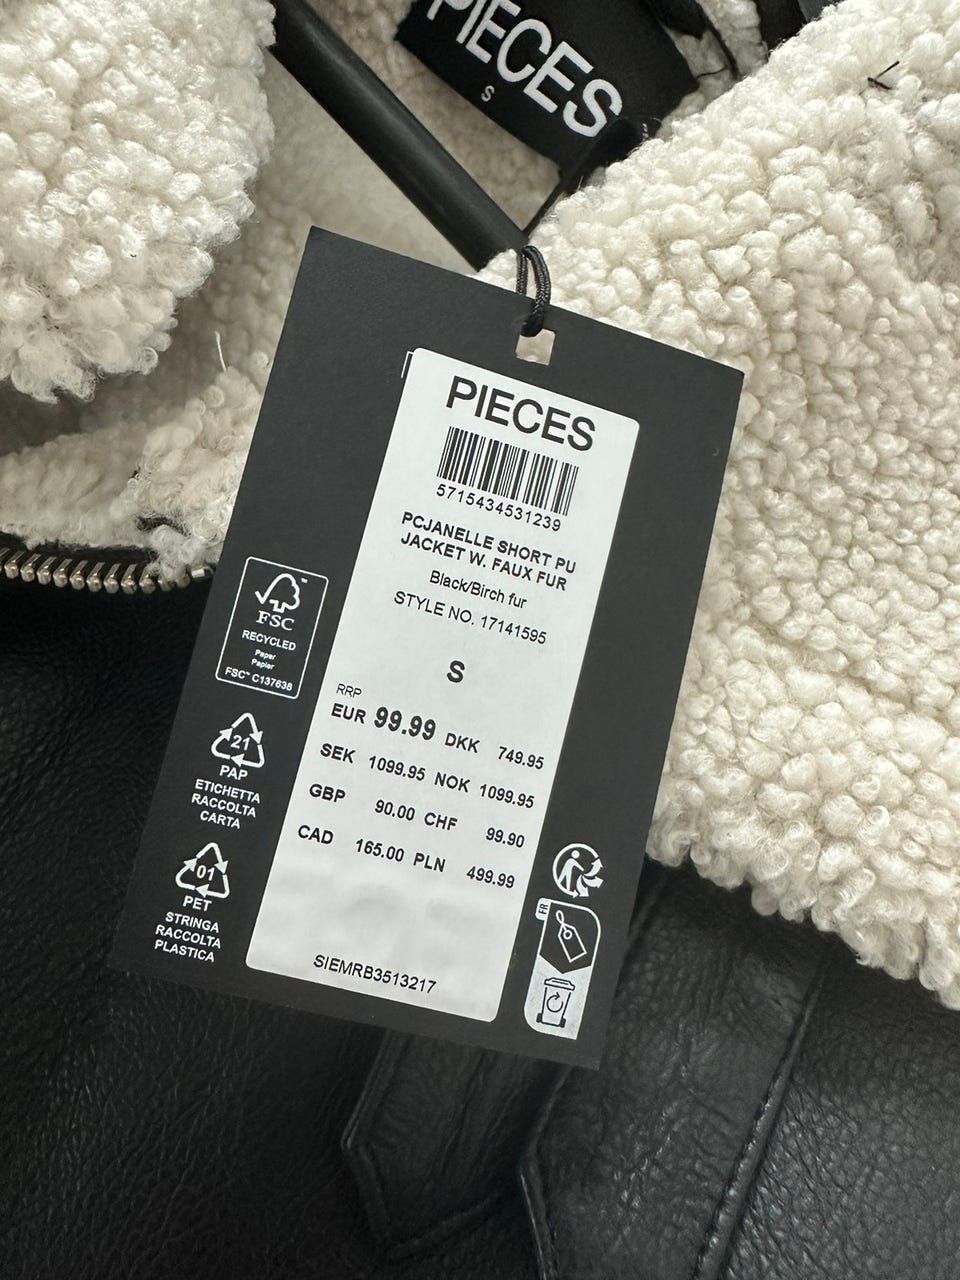 PIECES
S
PIECES
5715434531239
PCJANELLE SHORT PU
JACKET W. FAUX FUR
Black/Birch fur
STYLE NO. 17141595
S
RRP
EUR 99.99 DKK 749.95
SEK 1099.95 NOK 1099.95
GBP 90.00 CHF 99.90
CAD 165.00 PLN 499.99
SIEMRB3513217
FSC™
RECYCLED
Paper
Papier
FSC™ C137638
21
PAP
ETICHETTA
RACCOLTA
CARTA
01
PET
STRINGA
RACCOLTA
PLASTICA
FR